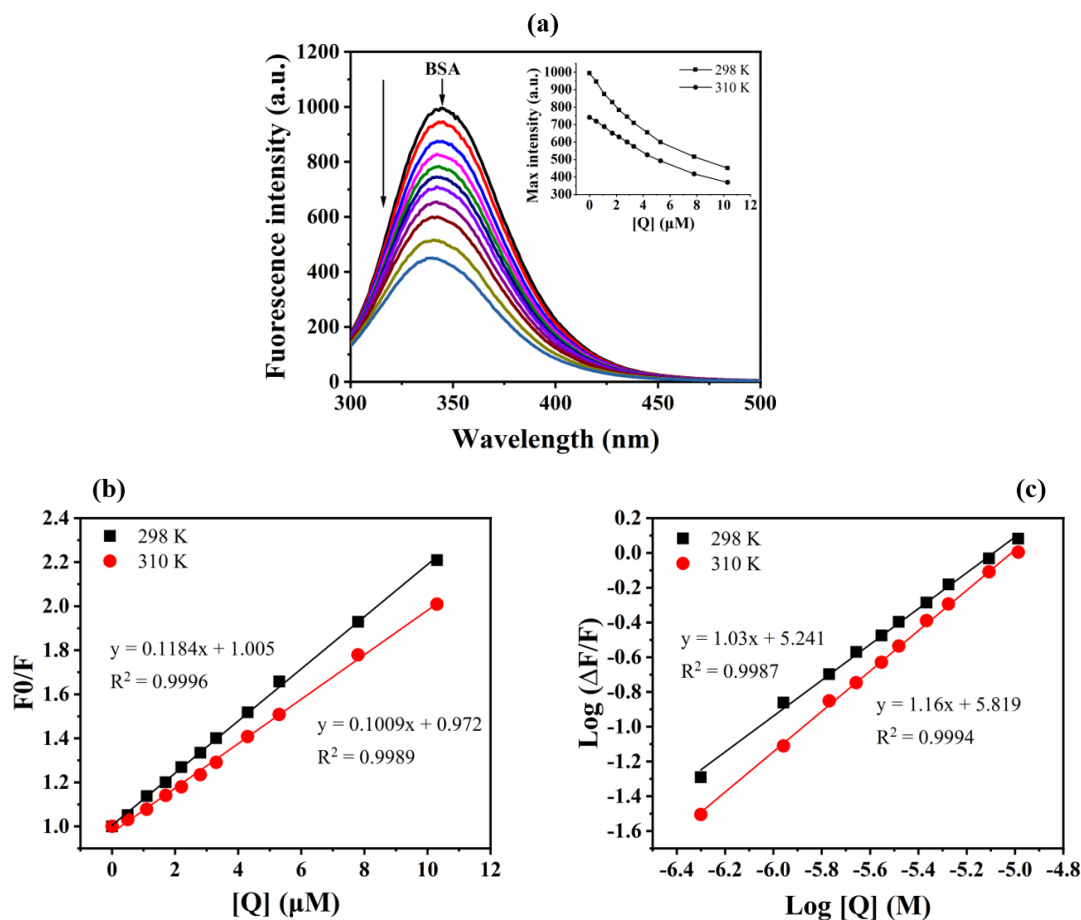 (a)
1200
1000
800
600
400
200
0
300 350 400 450 500
Fuorescence intensity (a.u.)
Wavelength (nm)
BSA
1000
900
800
700
600
500
400
300
0 2 4 6 8 10 12
Max intensity (a.u.)
[Q] (µM)
298 K
310 K
(b)
2.4
2.2
2.0
1.8
1.6
1.4
1.2
1.0
0 2 4 6 8 10 12
F0/F
[Q] (µM)
298 K
310 K
y = 0.1184x + 1.005
R² = 0.9996
y = 0.1009x + 0.972
R² = 0.9989
(c)
0.2
0.0
-0.2
-0.4
-0.6
-0.8
-1.0
-1.2
-1.4
-1.6
-6.4 -6.2 -6.0 -5.8 -5.6 -5.4 -5.2 -5.0 -4.8
Log (ΔF/F)
Log [Q] (M)
298 K
310 K
y = 1.03x + 5.241
R² = 0.9987
y = 1.16x + 5.819
R² = 0.9994